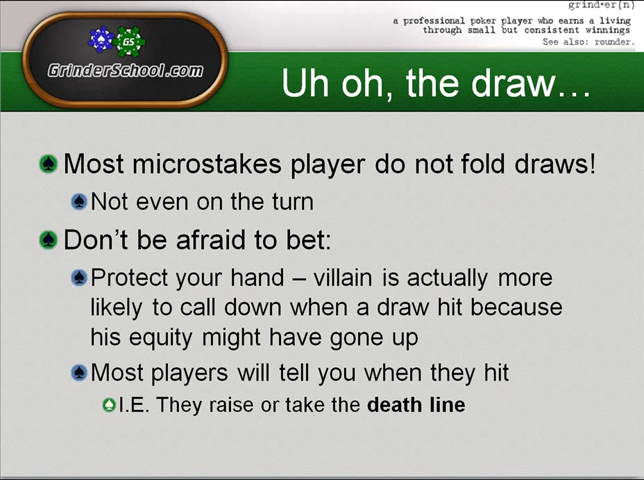 grind•er(n)
a professional poker player who earns a living
through small but consistent winnings
See also: rounder.
GS
GrinderSchool.com
Uh oh, the draw…
Most microstakes player do not fold draws!
Not even on the turn
Don't be afraid to bet:
Protect your hand – villain is actually more
likely to call down when a draw hit because
his equity might have gone up
Most players will tell you when they hit
I.E. They raise or take the death line